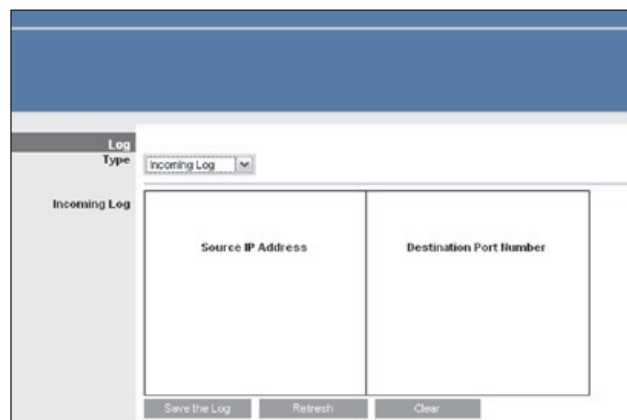 Log
Type
Incoming Log
Incoming Log
Source IP Address
Destination Port Number
Save the Log
Refresh
Clear